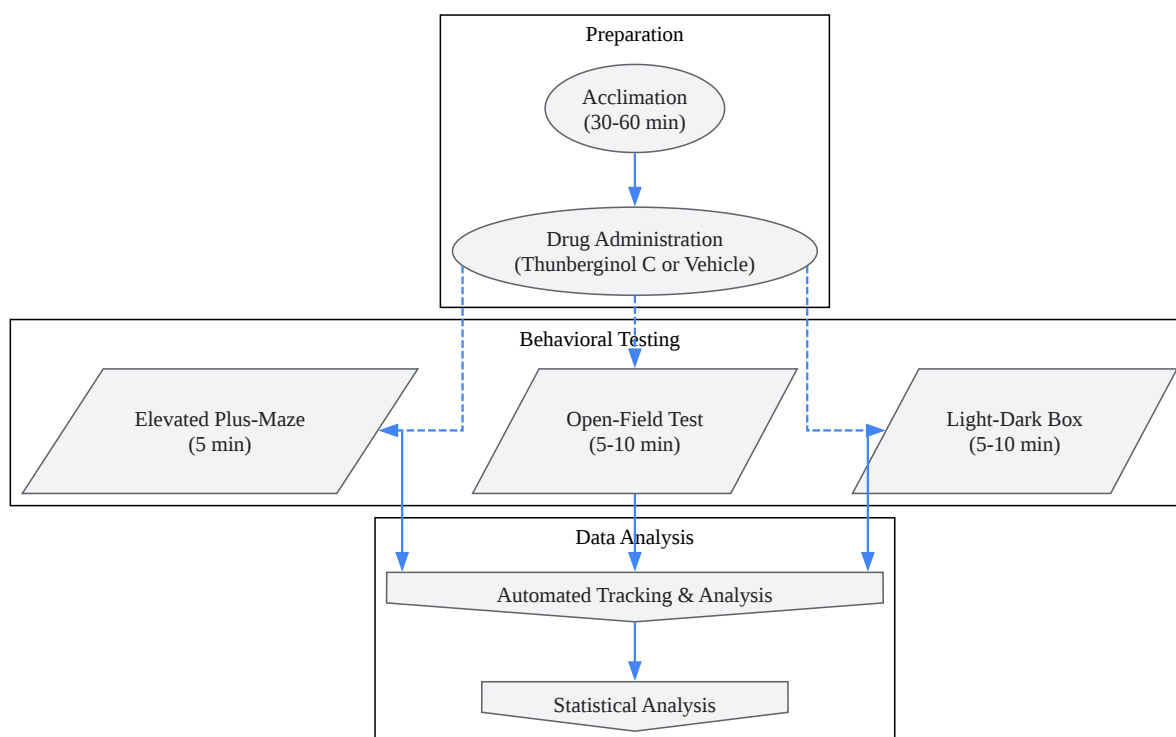 Preparation
Acclimation
(30-60 min)
Drug Administration
(Thunberginol C or Vehicle)
Behavioral Testing
Elevated Plus-Maze
(5 min)
Open-Field Test
(5-10 min)
Light-Dark Box
(5-10 min)
Data Analysis
Automated Tracking & Analysis
Statistical Analysis